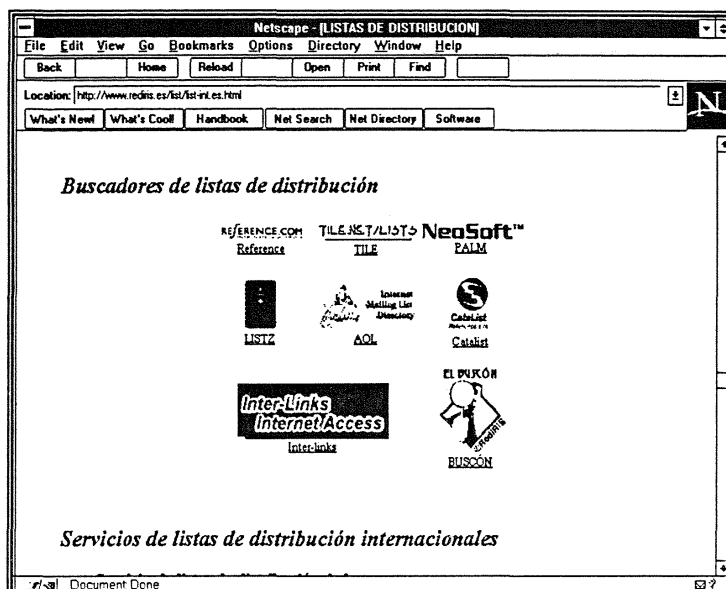 Netscape - [LISTAS DE DISTRIBUCION]
File Edit View Go Bookmarks Options Directory Window Help
Back Home Reload Open Print Find
Location: http://www.rediris.es/list/list-int.es.html
What's New! What's Cool! Handbook Net Search Net Directory Software
N
Buscadores de listas de distribución
REFERENCE.COM TILE.NET/LISTS NeoSoft™
Reference TILE PALM
Internet
Mailing List
Directory
CataList
LISTZ AOL Catalist
EL BUSCÓN
Inter-Links
Internet Access
RedIRIS
Inter-links
BUSCÓN
Servicios de listas de distribución internacionales
Document Done